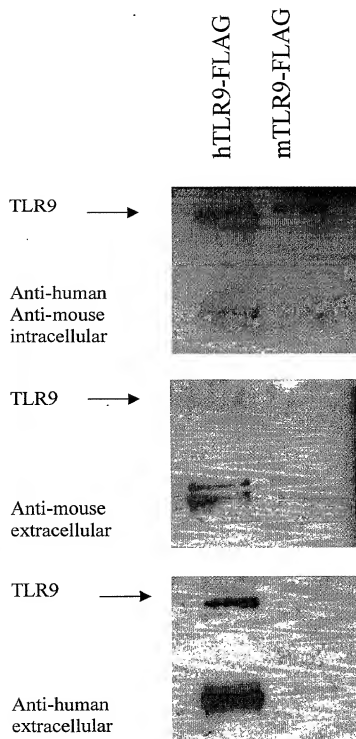 hTLR9-FLAG
mTLR9-FLAG
TLR9
Anti-human
Anti-mouse
intracellular
TLR9
Anti-mouse
extracellular
TLR9
Anti-human
extracellular